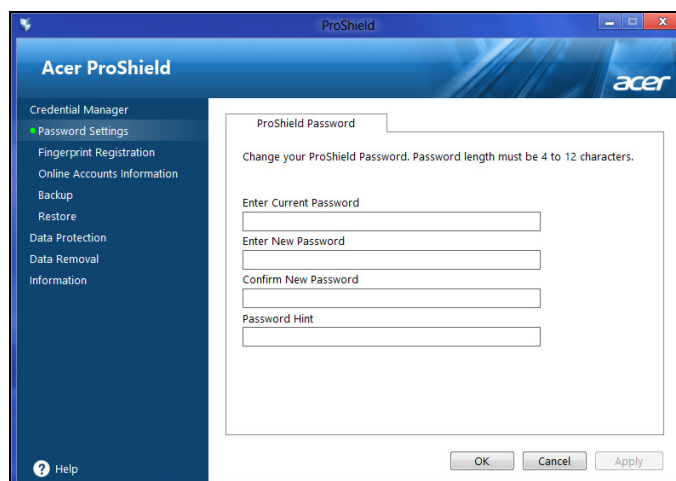 ProShield
Acer ProShield
acer
Credential Manager
Password Settings
Fingerprint Registration
Online Accounts Information
Backup
Restore
Data Protection
Data Removal
Information
ProShield Password
Change your ProShield Password. Password length must be 4 to 12 characters.
Enter Current Password
Enter New Password
Confirm New Password
Password Hint
? Help
OK Cancel Apply